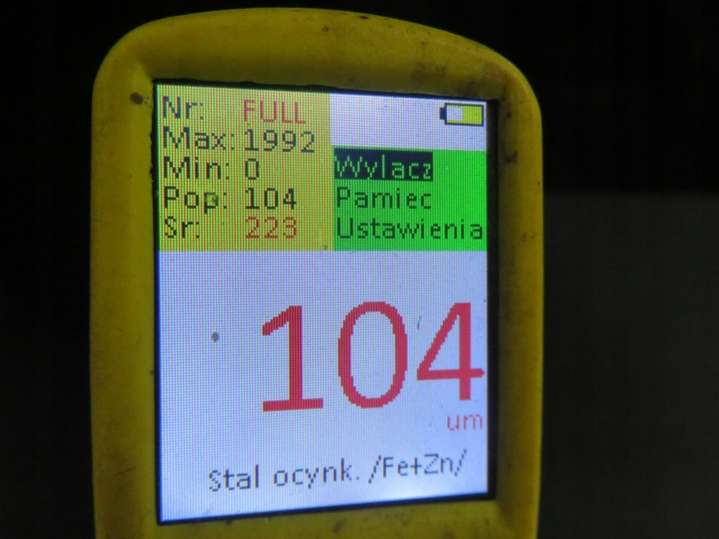 Nr: FULL
Max: 1992
Min: 0
Pop: 104
Sr: 223
Wylacz
Pamiec
Ustawienia
104
um
Stal ocynk. /Fe+Zn/